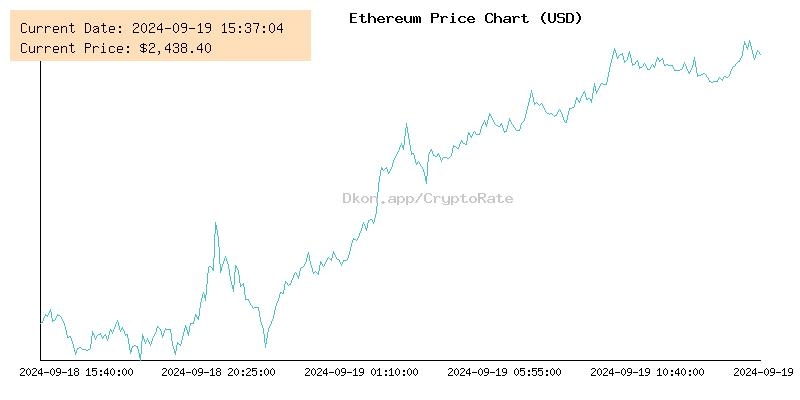 Ethereum Price Chart (USD)
Current Date: 2024-09-19 15:37:04
Current Price: $2,438.40
Dkon.app/CryptoRate
2024-09-18 15:40:00 2024-09-18 20:25:00 2024-09-19 01:10:00 2024-09-19 05:55:00 2024-09-19 10:40:00 2024-09-19